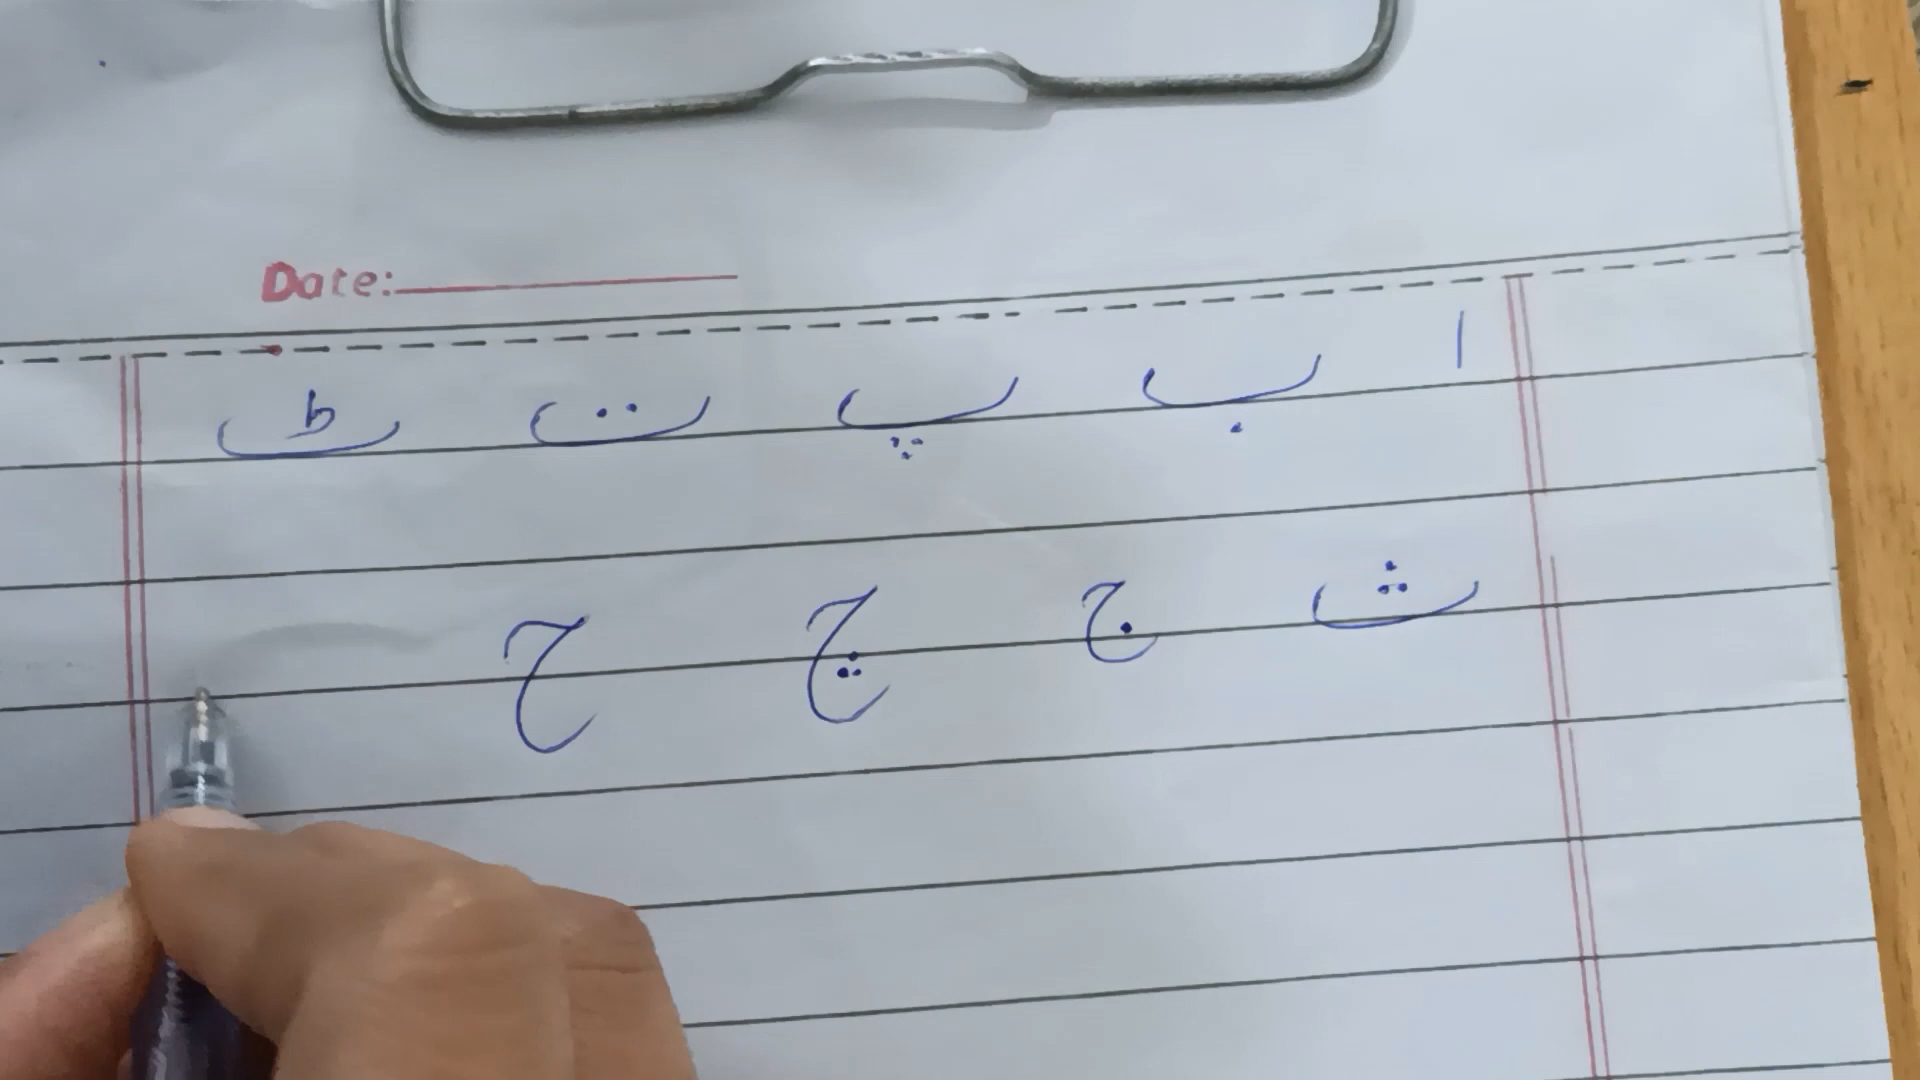 Date:
ا ب پ ت ٹ
ث ج چ ح